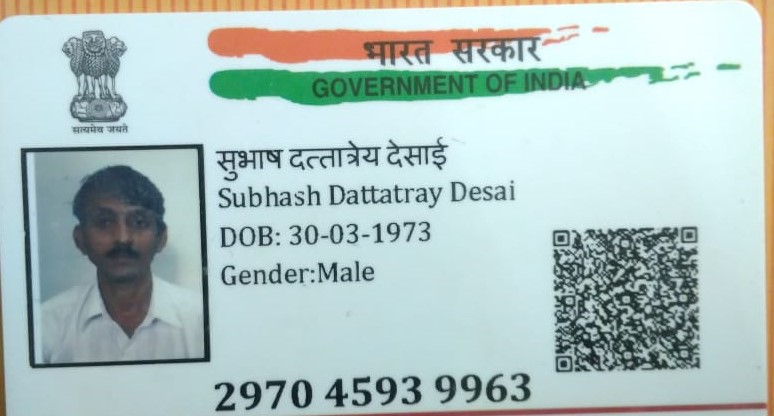 भारत सरकार
GOVERNMENT OF INDIA
सत्यमेव जयते
सुभाष दत्तात्रेय देसाई
Subhash Dattatray Desai
DOB: 30-03-1973
Gender:Male
2970 4593 9963